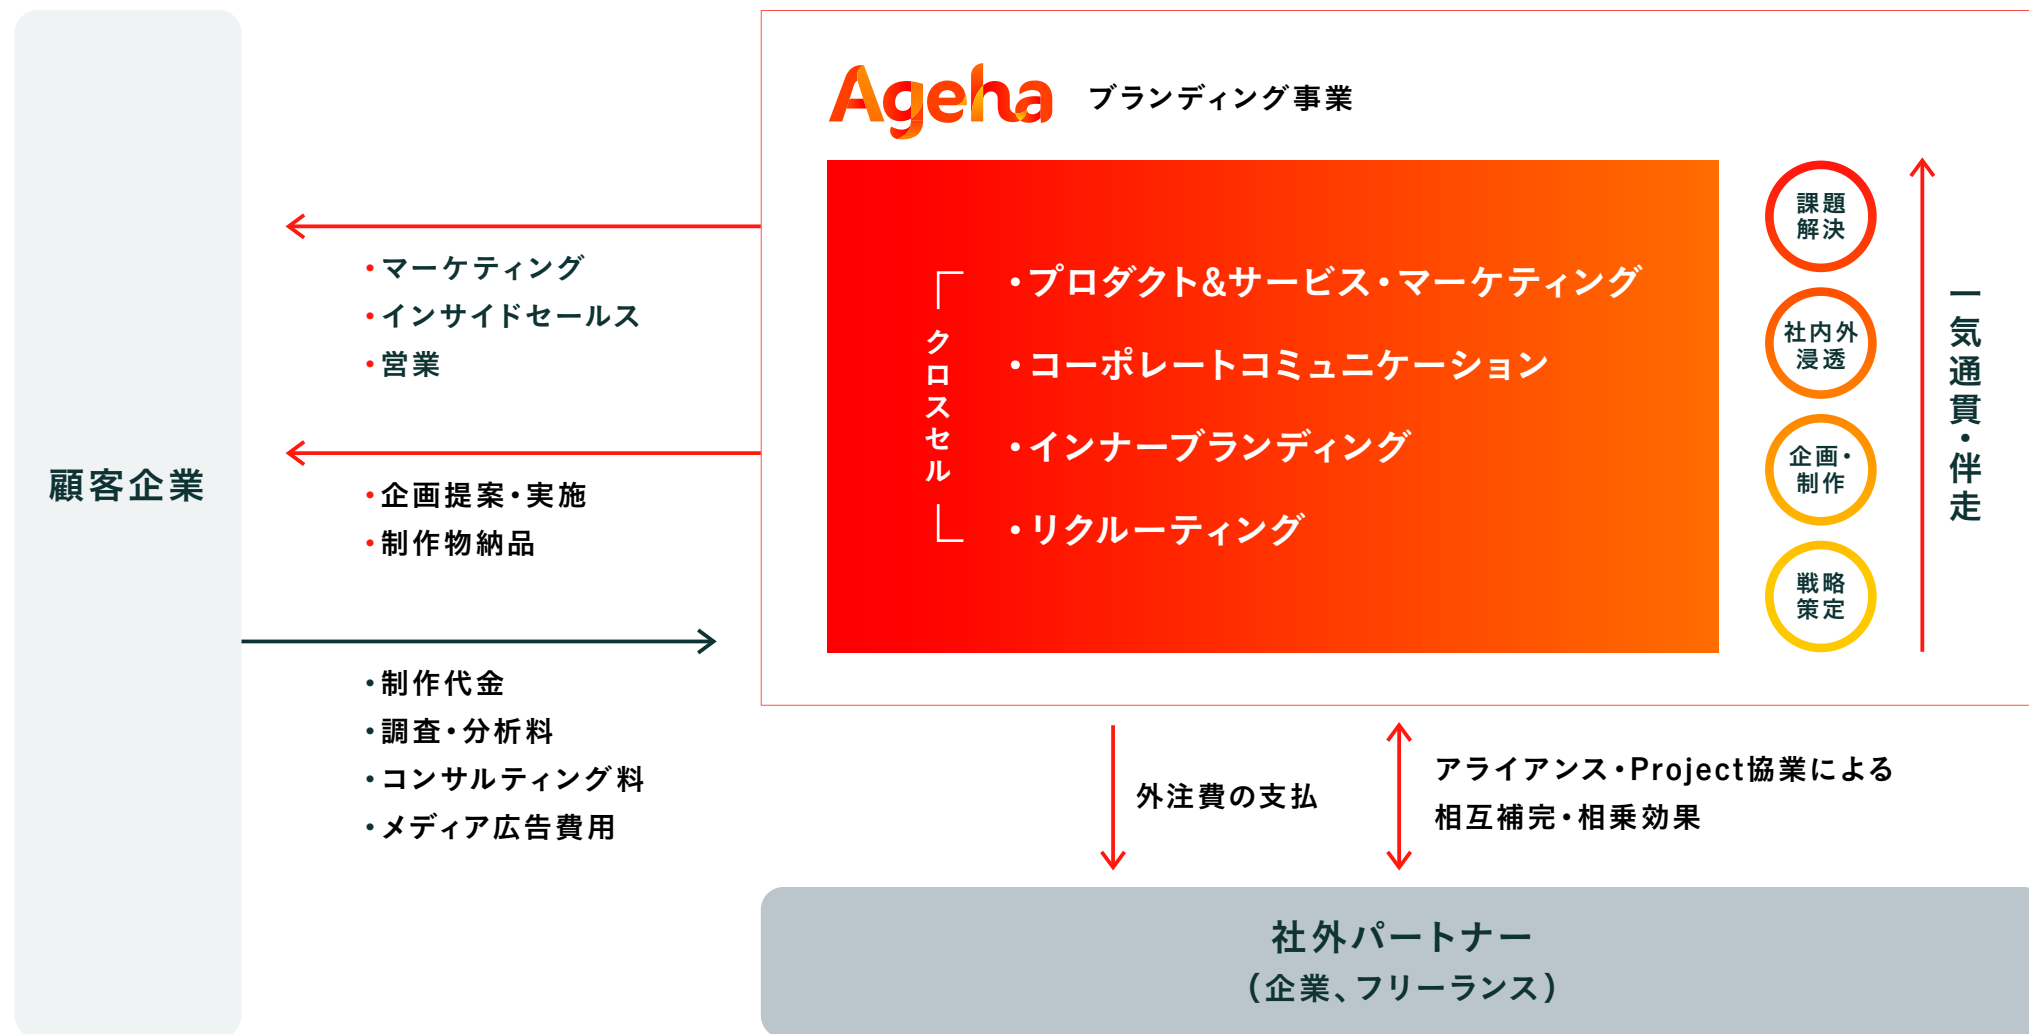 顧客企業
・マーケティング
・インサイドセールス
・営業
・企画提案・実施
・制作物納品
・制作代金
・調査・分析料
・コンサルティング料
・メディア広告費用
Ageha ブランディング事業
クロスセル
・プロダクト&サービス・マーケティング
・コーポレートコミュニケーション
・インナーブランディング
・リクルーティング
課題
解決
社内外
浸透
企画・
制作
戦略
策定
一気通貫・伴走
外注費の支払
アライアンス・Project協業による
相互補完・相乗効果
社外パートナー
(企業、フリーランス)